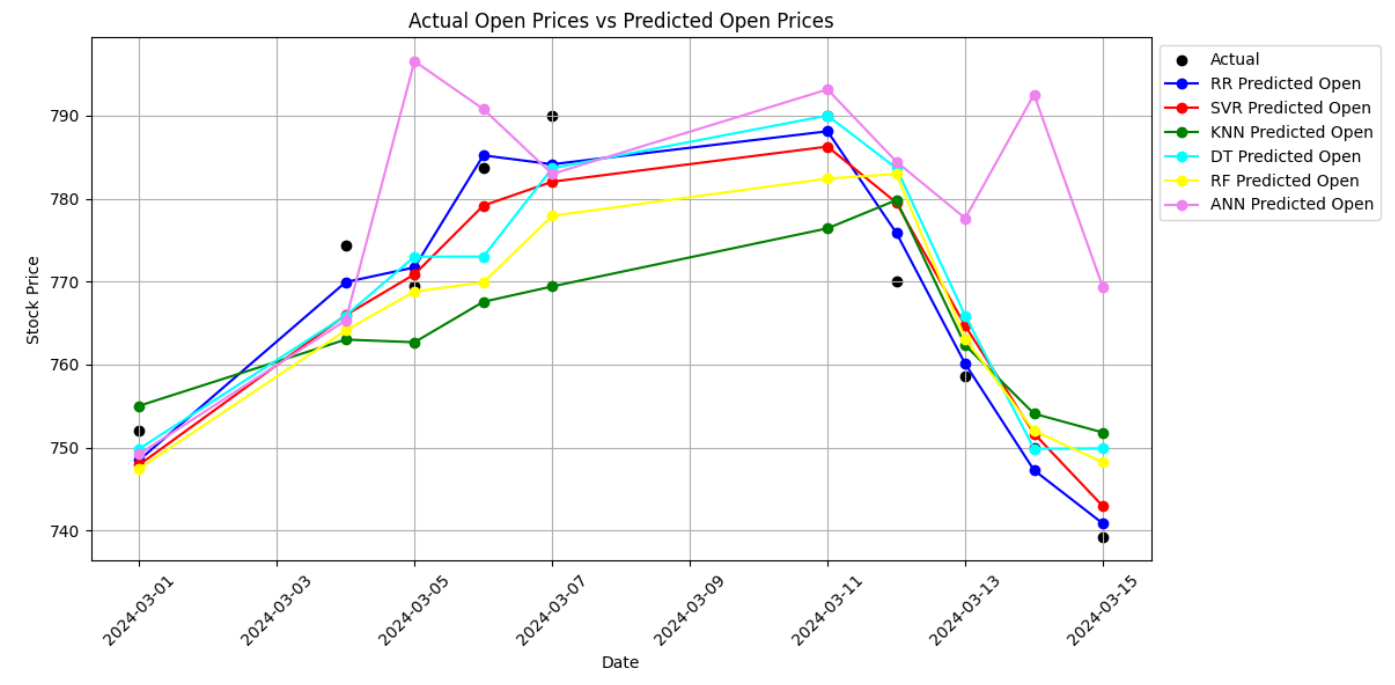 Actual Open Prices vs Predicted Open Prices
Stock Price
790
780
770
760
750
740
2024-03-01
2024-03-03
2024-03-05
2024-03-07
2024-03-09
2024-03-11
2024-03-13
2024-03-15
Date
Actual
RR Predicted Open
SVR Predicted Open
KNN Predicted Open
DT Predicted Open
RF Predicted Open
ANN Predicted Open